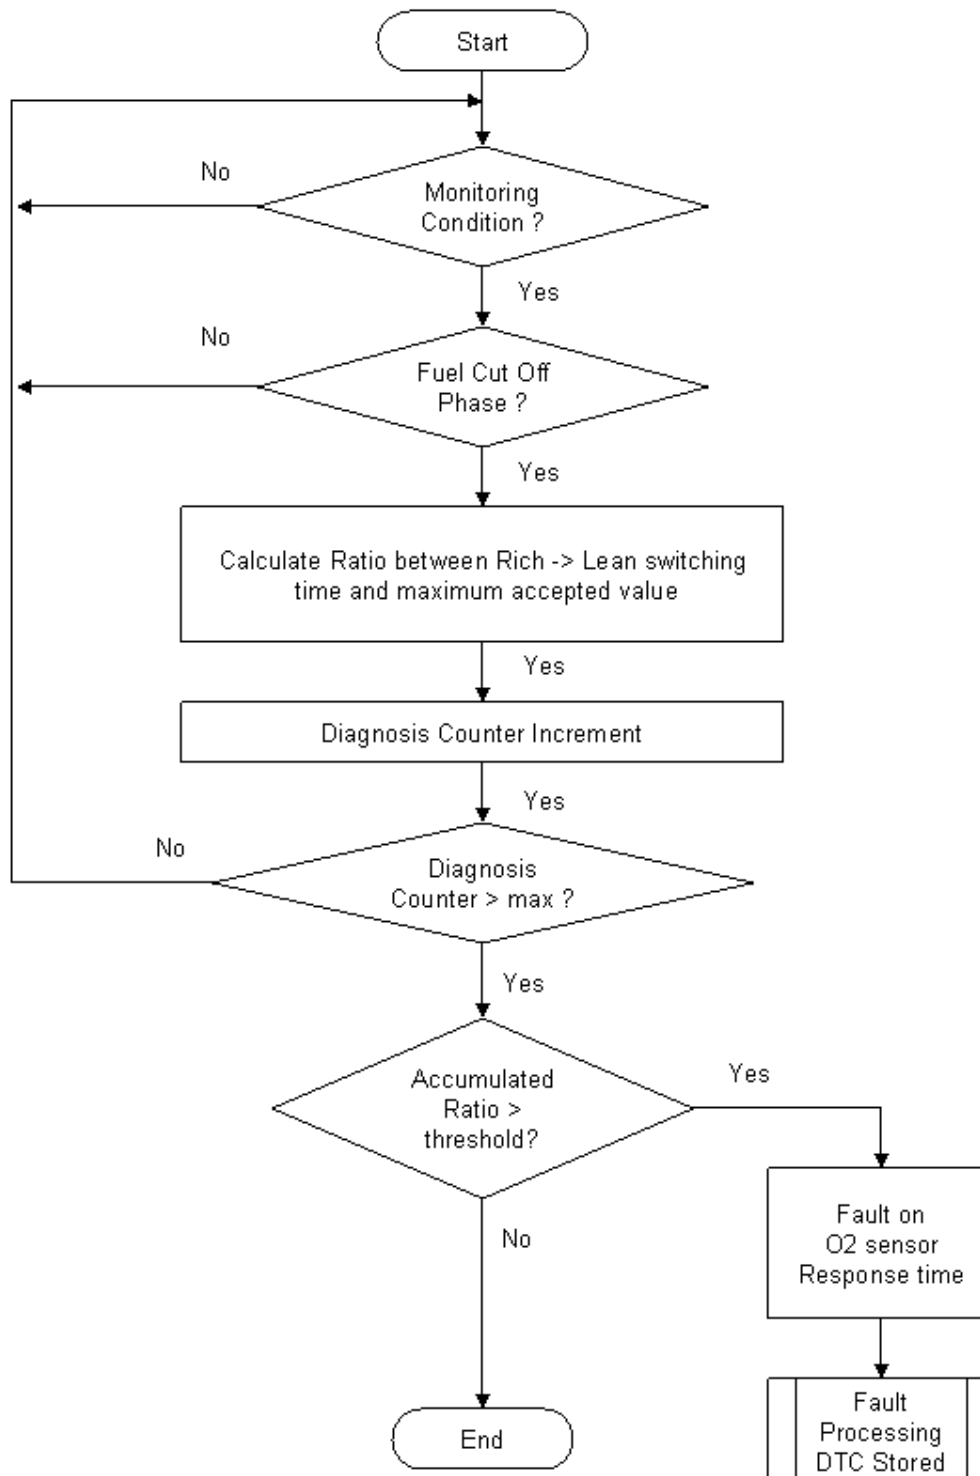 Start
No
Monitoring
Condition ?
Yes
No
Fuel Cut Off
Phase ?
Yes
Calculate Ratio between Rich -> Lean switching
time and maximum accepted value
Yes
Diagnosis Counter Increment
Yes
No
Diagnosis
Counter > max ?
Yes
Accumulated
Ratio >
threshold?
Yes
No
Fault on
O2 sensor
Response time
End
Fault
Processing
DTC Stored